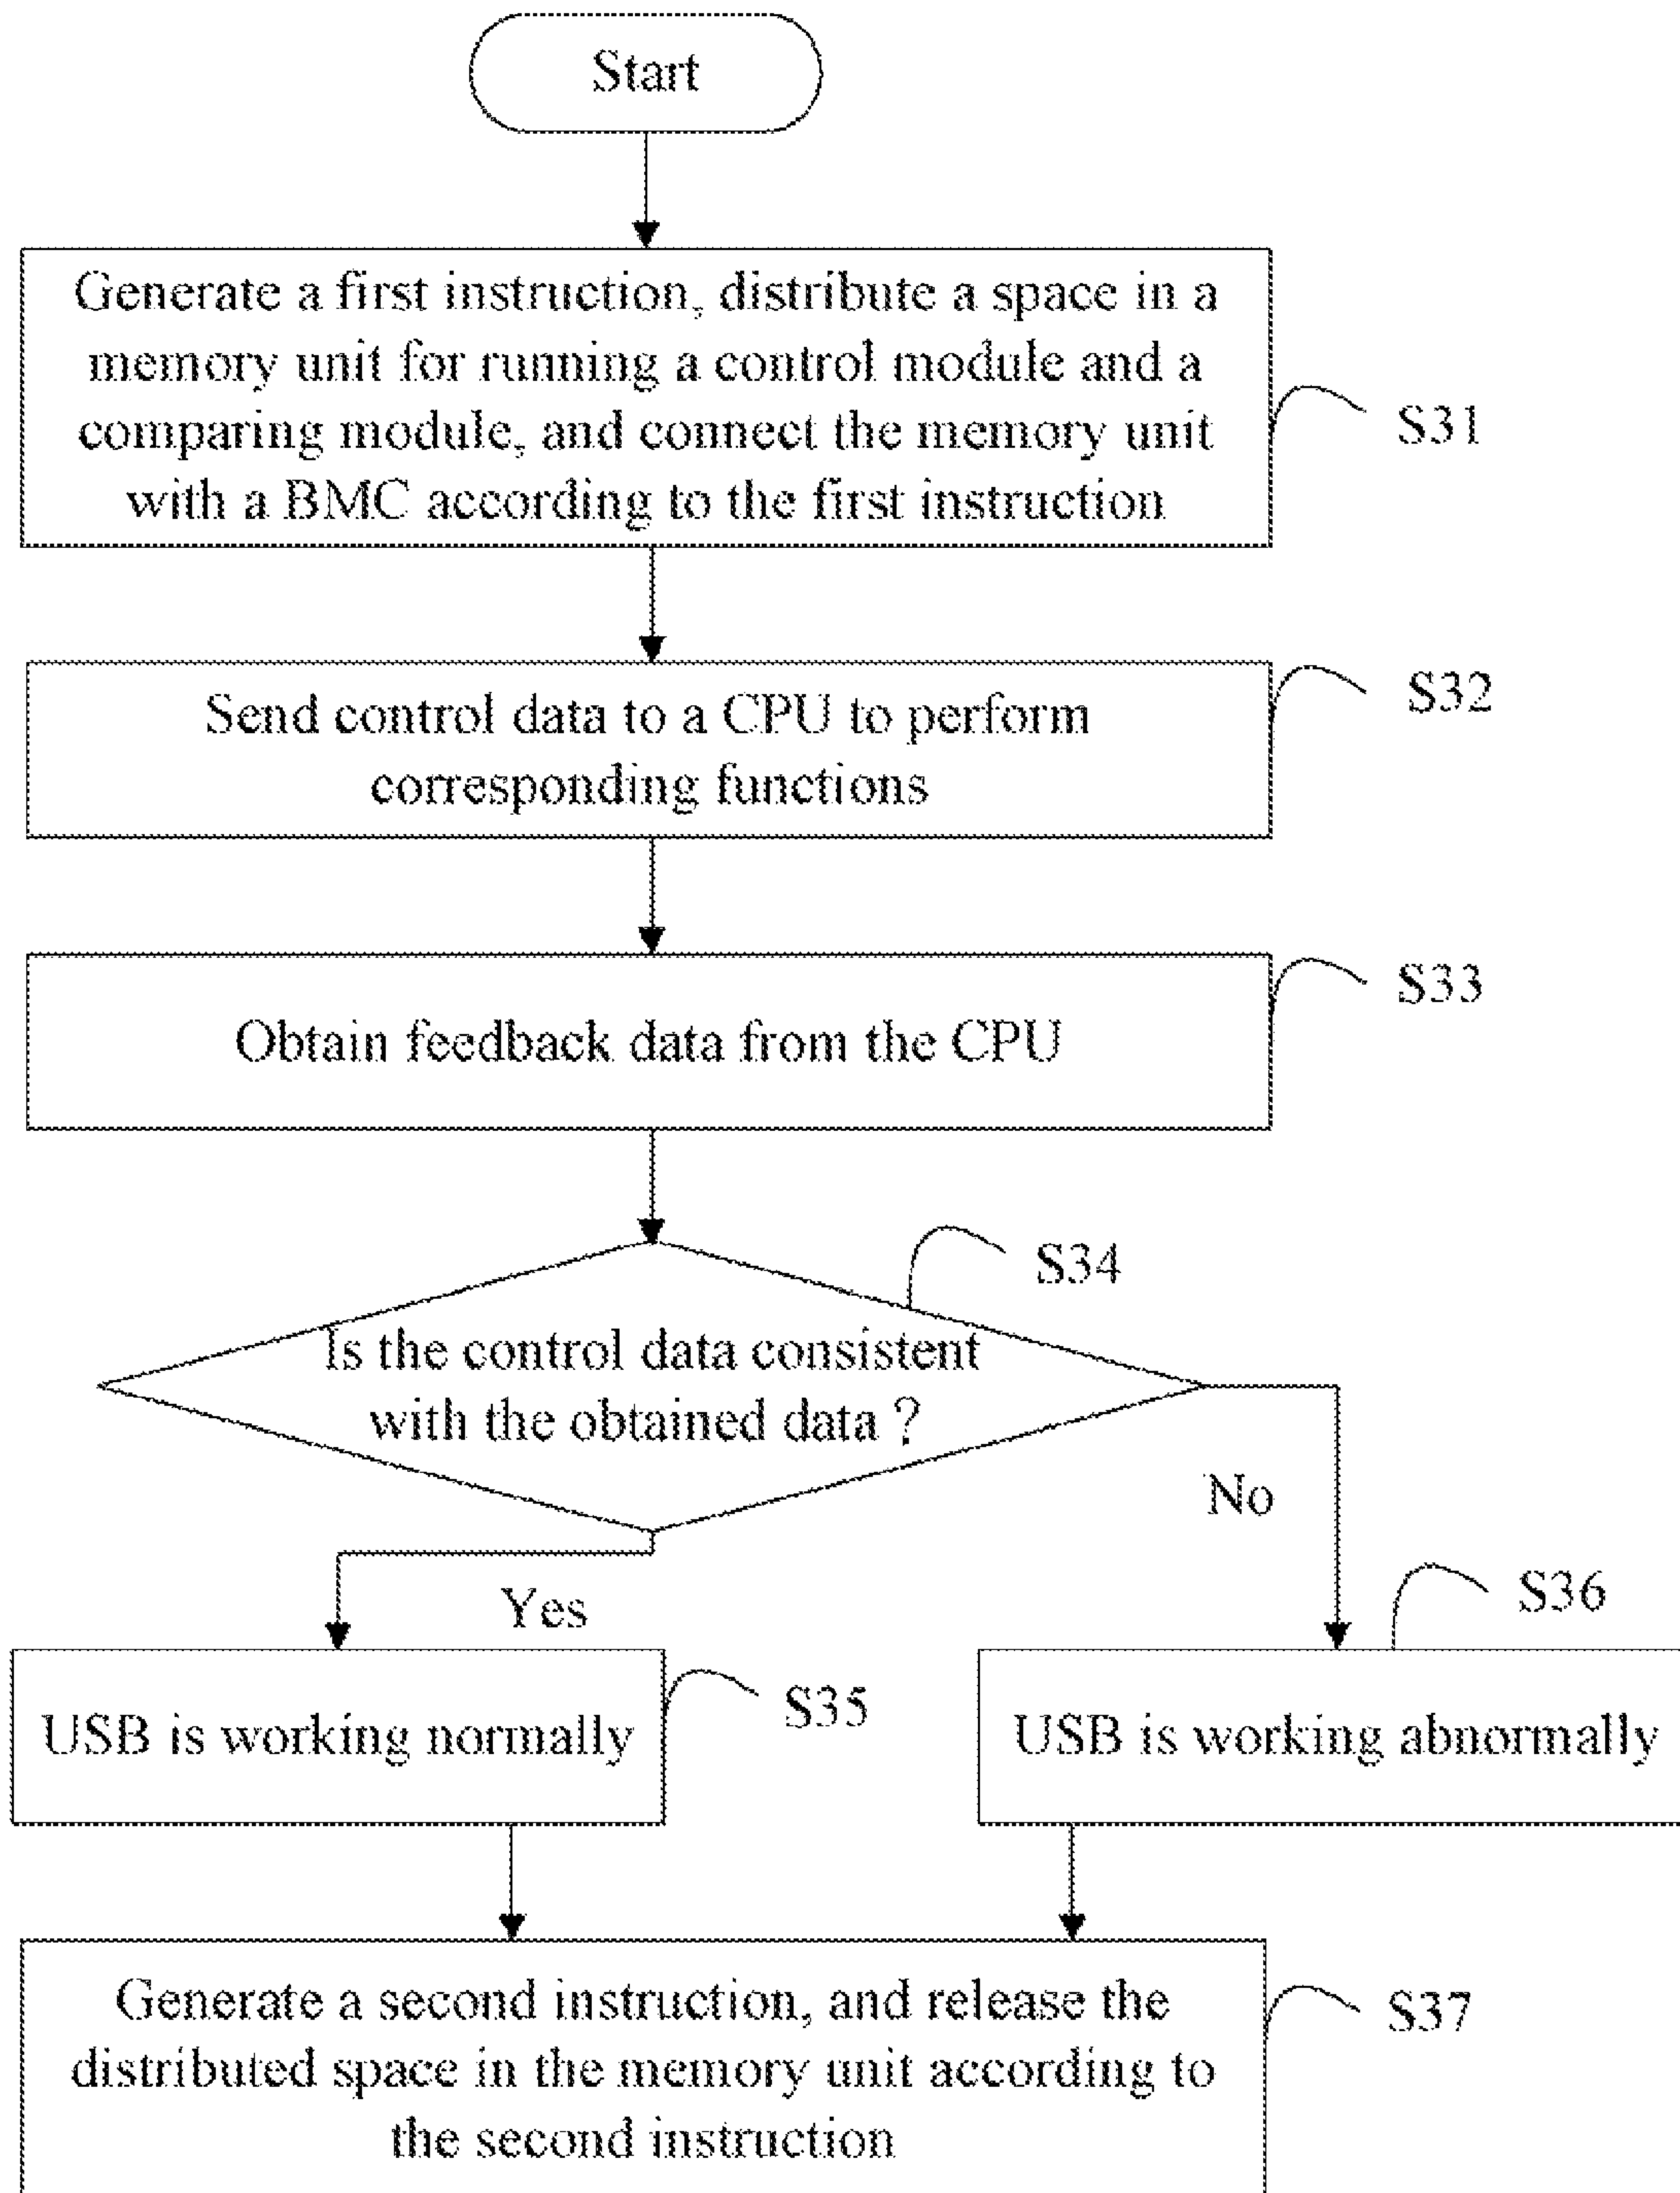 Start
Generate a first instruction, distribute a space in a
memory unit for running a control module and a
comparing module, and connect the memory unit
with a BMC according to the first instruction
S31
Send control data to a CPU to perform
corresponding functions
S32
Obtain feedback data from the CPU
S33
Is the control data consistent
with the obtained data ?
S34
No
Yes
USB is working normally
S35
USB is working abnormally
S36
Generate a second instruction, and release the
distributed space in the memory unit according to
the second instruction
S37